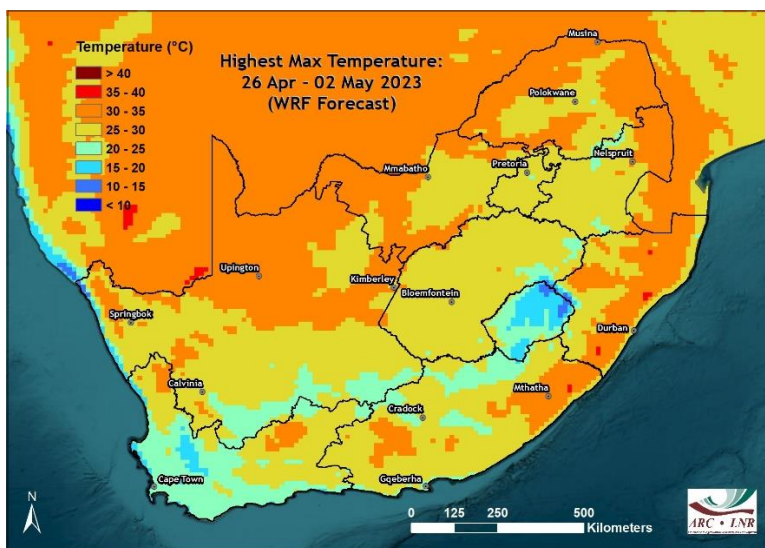 Temperature (°C)
> 40
35 - 40
30 - 35
25 - 30
20 - 25
15 - 20
10 - 15
< 10
Highest Max Temperature:
26 Apr - 02 May 2023
(WRF Forecast)
Musina
Polokwane
Nelspruit
Pretoria
Mmabatho
Upington
Kimberley
Bloemfontein
Springbok
Durban
Calvinia
Mthatha
Cradock
Cape Town
Gqeberha
N
0 125 250 500
Kilometers
ARC • LNR